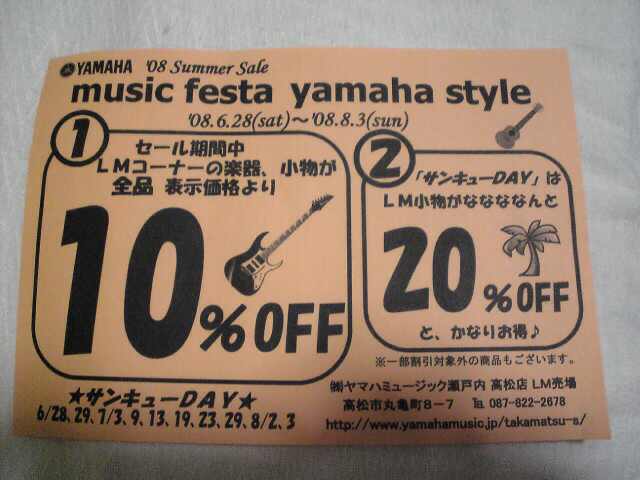 YAMAHA '08 Summer Sale
music festa yamaha style
'08.6.28(sat)~'08.8.3(sun)
1
セール期間中
LMコーナーの楽器、小物が
全品 表示価格より
10%OFF
2
「サンキューDAY」は
LM小物がなななななんと
20%OFF
と、かなりお得♪
※一部割引対象外の商品もございます。
★サンキューDAY★
6/28、29、7/3、9、13、19、23、29、8/2、3
㈱ヤマハミュージック瀬戸内 高松店 LM売場
高松市丸亀町8-7 ℡ 087-822-2678
http://www.yamahamusic.jp/takamatsu-a/